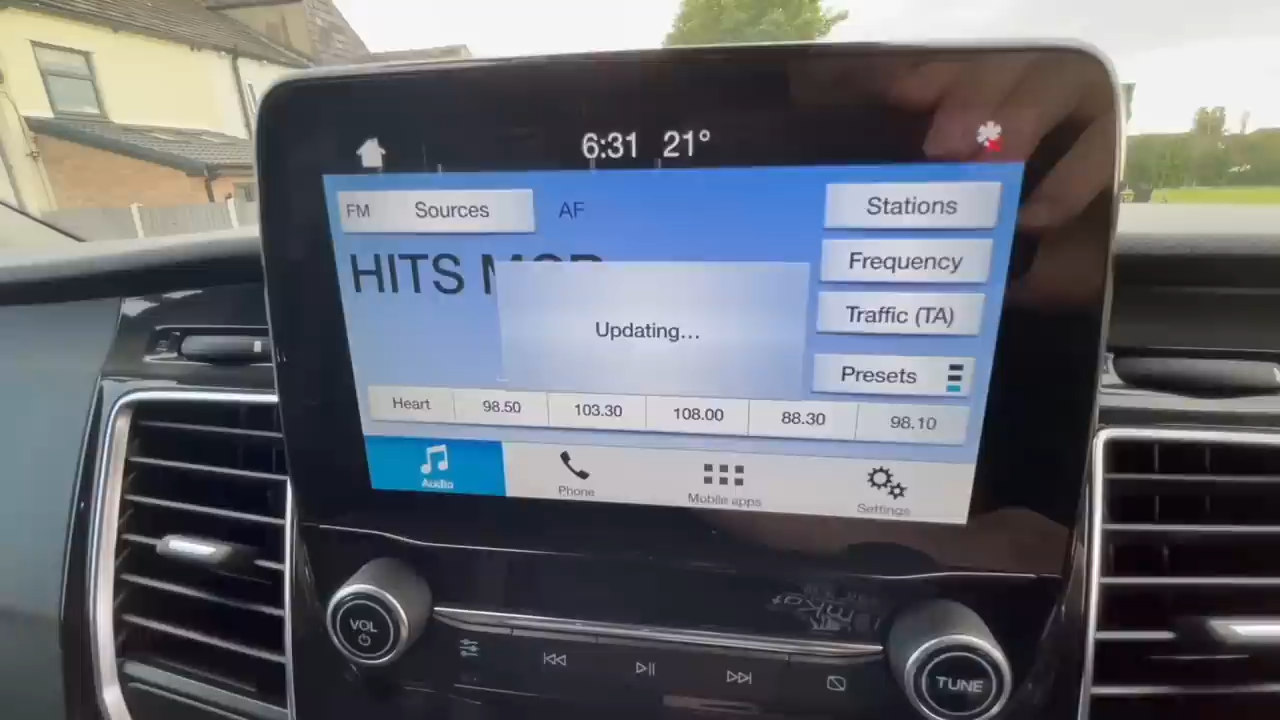 6:31 21°
FM Sources AF Stations
HITS
Frequency
Updating...
Traffic (TA)
Presets
Heart 98.50 103.30 108.00 88.30 98.10
Audio Phone Mobile apps Settings
VOL
TUNE